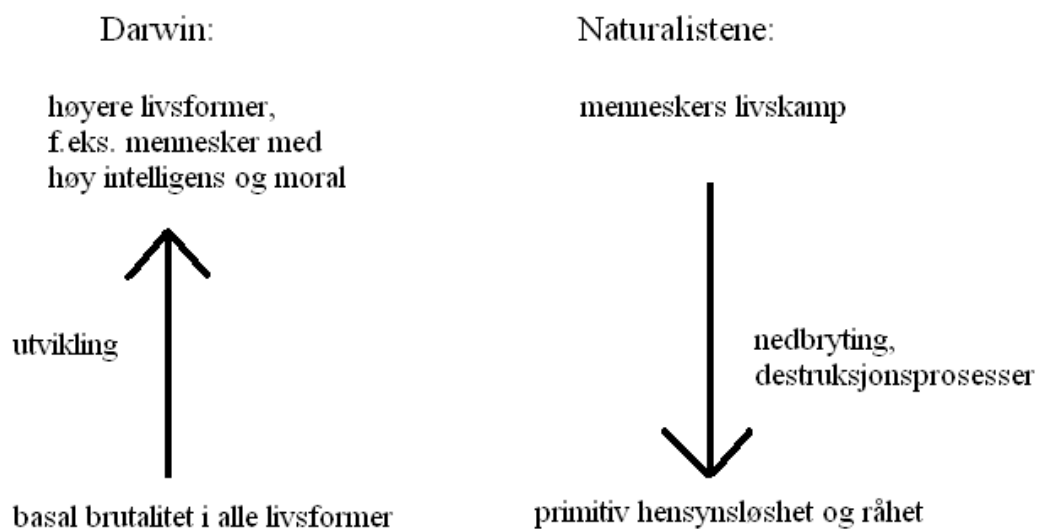 Darwin:
høyere livsformer,
f.eks. mennesker med
høy intelligens og moral
utvikling
basal brutalitet i alle livsformer
Naturalistene:
menneskers livskamp
nedbryting,
destruksjonsprosesser
primitiv hensynsløshet og råhet